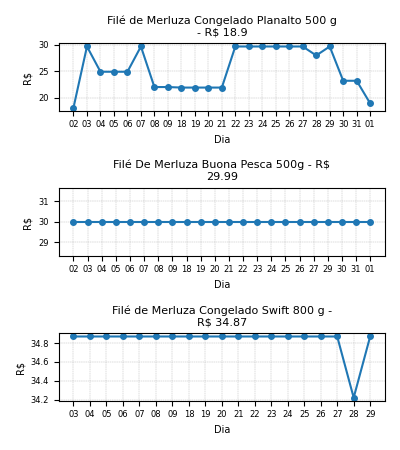 Filé de Merluza Congelado Planalto 500 g
- R$ 18.9
30
25
20
R$
02 03 04 05 06 07 08 09 18 19 20 21 22 23 24 25 26 27 28 29 30 31 01
Dia
Filé De Merluza Buona Pesca 500g - R$
29.99
31
30
29
R$
02 03 04 05 06 07 08 09 18 19 20 21 22 23 25 26 27 28 29 30 31 01
Dia
Filé de Merluza Congelado Swift 800 g -
R$ 34.87
34.8
34.6
34.4
34.2
R$
03 04 05 06 07 08 09 18 19 20 21 22 23 24 25 26 27 28 29
Dia